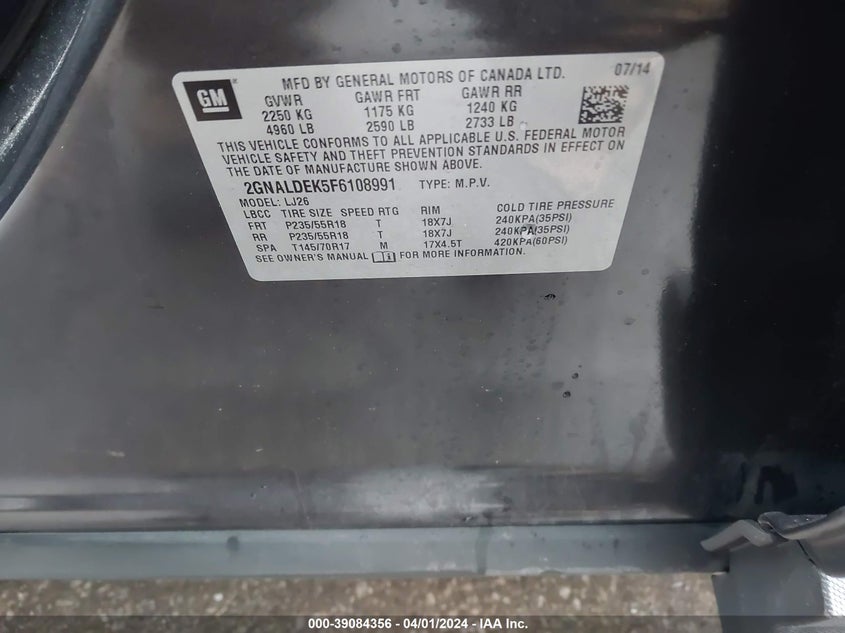 GM
MFD BY GENERAL MOTORS OF CANADA LTD. 07/14
GVWR GAWR FRT GAWR RR
2250 KG 1175 KG 1240 KG
4960 LB 2590 LB 2733 LB
THIS VEHICLE CONFORMS TO ALL APPLICABLE U.S. FEDERAL MOTOR
VEHICLE SAFETY AND THEFT PREVENTION STANDARDS IN EFFECT ON
THE DATE OF MANUFACTURE SHOWN ABOVE.
2GNALDEK5F6108991 TYPE: M.P.V.
MODEL: LJ26
LBCC TIRE SIZE SPEED RTG RIM COLD TIRE PRESSURE
FRT P235/55R18 T 18X7J 240KPA(35PSI)
RR P235/55R18 T 18X7J 240KPA(35PSI)
SPA T145/70R17 M 17X4.5T 420KPA(60PSI)
SEE OWNER'S MANUAL FOR MORE INFORMATION.
000-39084356 / 04/01/2024 - IAA Inc.